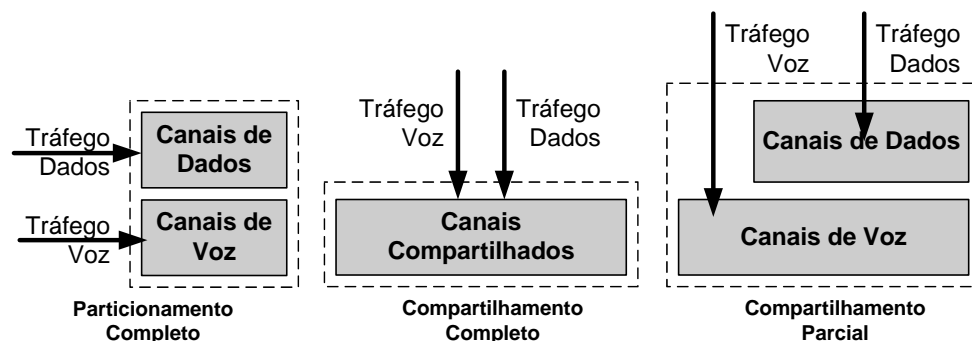 Tráfego
Dados
Canais de
Dados
Tráfego
Voz
Canais de
Voz
Particionamento
Completo
Tráfego
Voz
Tráfego
Dados
Canais
Compartilhados
Compartilhamento
Completo
Tráfego
Voz
Tráfego
Dados
Canais de Dados
Canais de Voz
Compartilhamento
Parcial